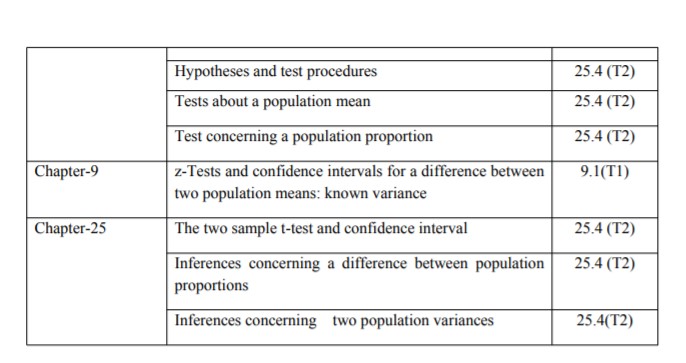 Hypotheses and test procedures 25.4 (T2)
Tests about a population mean 25.4 (T2)
Test concerning a population proportion 25.4 (T2)
Chapter-9 z-Tests and confidence intervals for a difference between 9.1(T1)
two population means: known variance
Chapter-25 The two sample t-test and confidence interval 25.4 (T2)
Inferences concerning a difference between population 25.4 (T2)
proportions
Inferences concerning two population variances 25.4(T2)